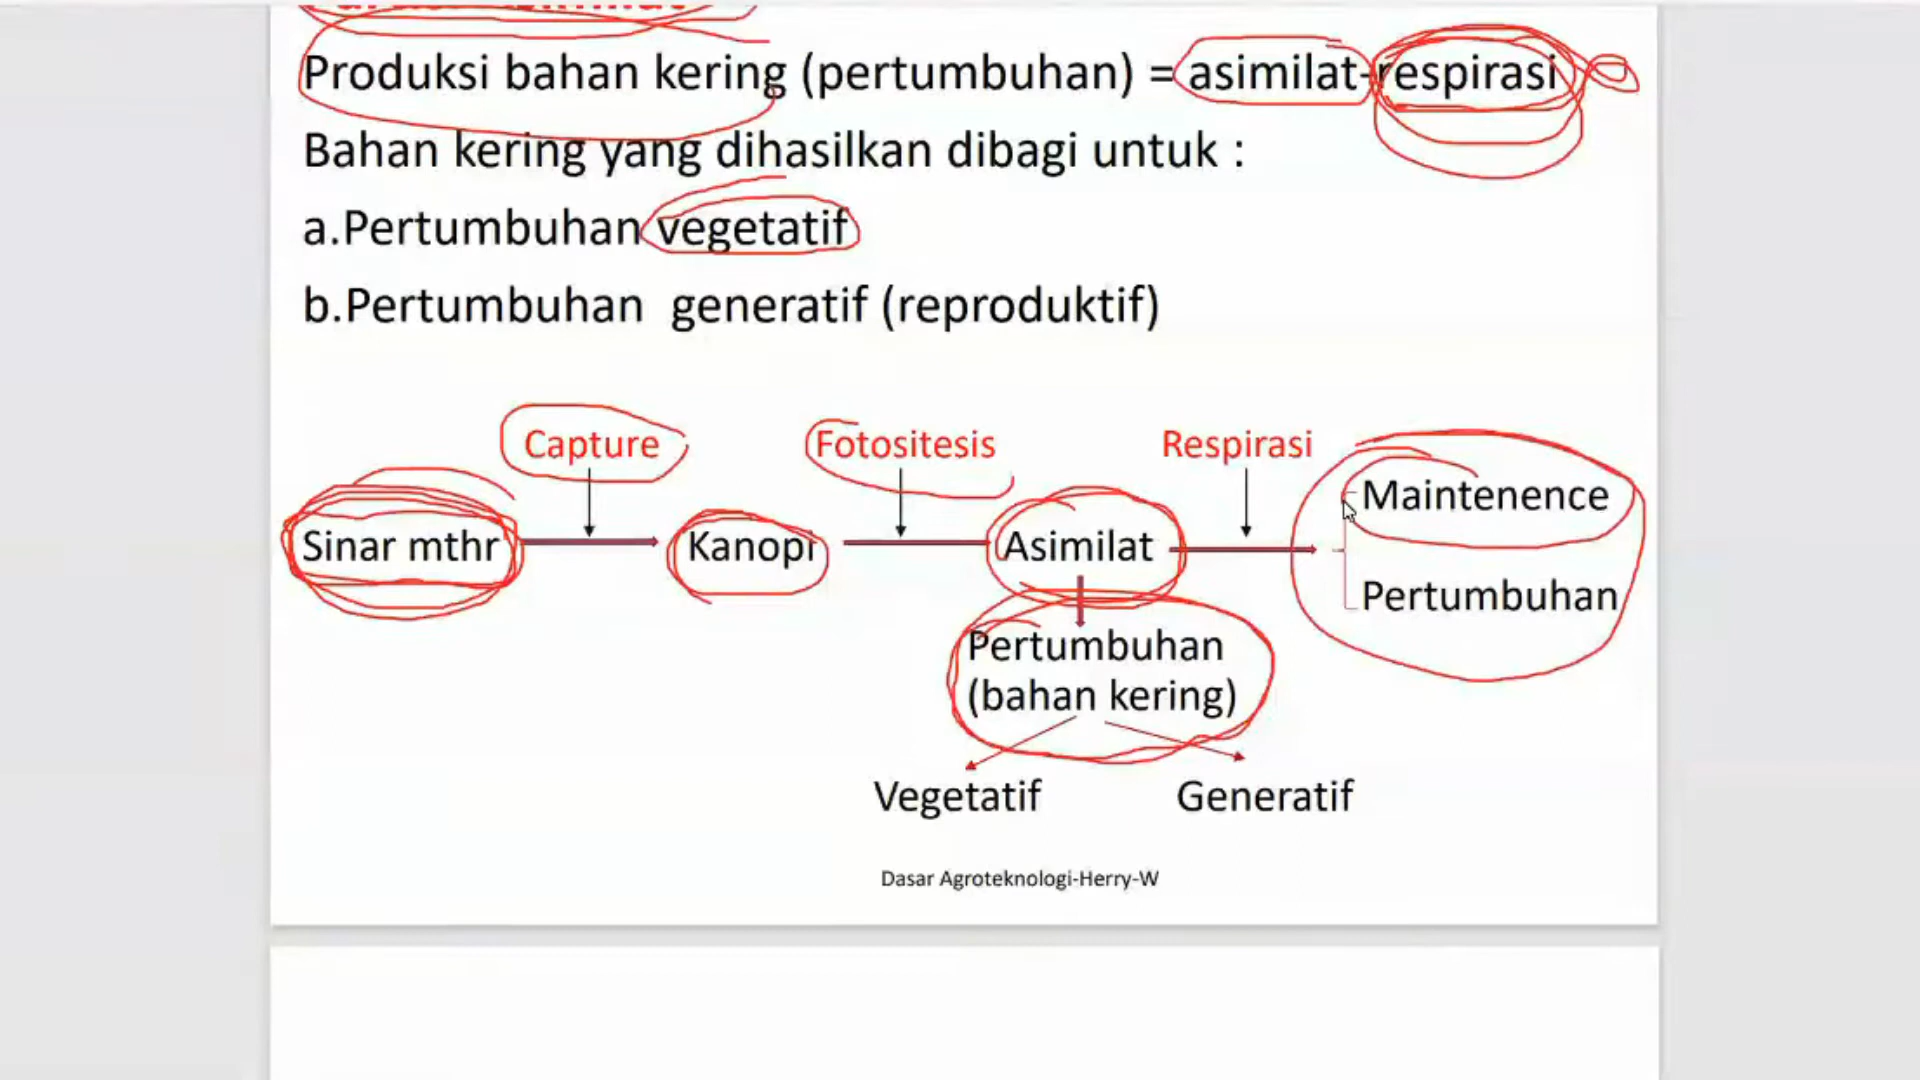 Produksi bahan kering (pertumbuhan) = asimilat-respirasi
Bahan kering yang dihasilkan dibagi untuk :
a.Pertumbuhan vegetatif
b.Pertumbuhan generatif (reproduktif)
Capture
Fotositesis
Respirasi
Sinar mthr
Kanopi
Asimilat
Maintenence
Pertumbuhan
Pertumbuhan
(bahan kering)
Vegetatif
Generatif
Dasar Agroteknologi-Herry-W